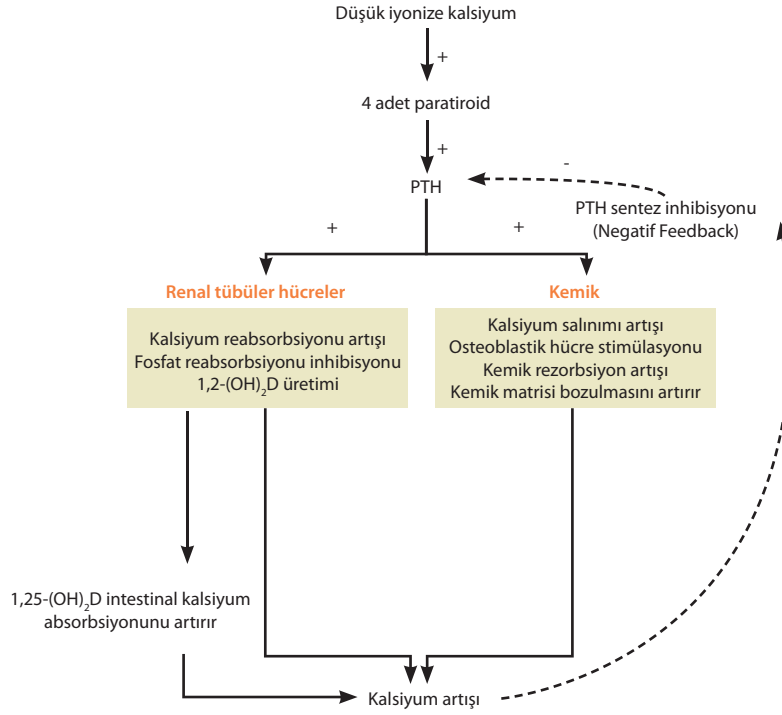 Düşük iyonize kalsiyum
+
4 adet paratiroid
+
-
PTH
PTH sentez inhibisyonu
(Negatif Feedback)
+
+
Renal tübüler hücreler
Kalsiyum reabsorbsiyonu artışı
Fosfat reabsorbsiyonu inhibisyonu
1,2-(OH)₂D üretimi
Kemik
Kalsiyum salınımı artışı
Osteoblastik hücre stimülasyonu
Kemik rezorbsiyon artışı
Kemik matrisi bozulmasını artırır
1,25-(OH)₂D intestinal kalsiyum
absorbsiyonunu artırır
Kalsiyum artışı